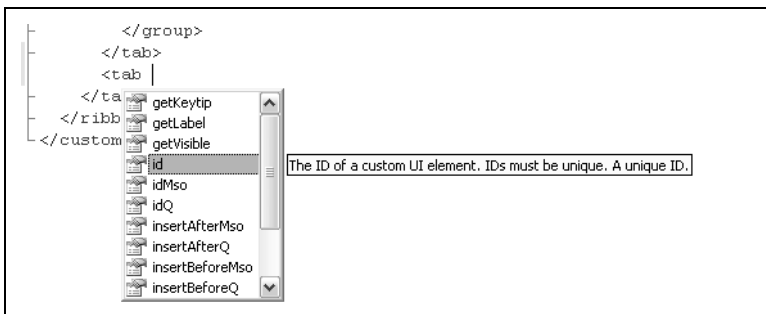 </group>
</tab>
<tab
</ta
</ribb
</custom
getKeytip
getLabel
getVisible
id
The ID of a custom UI element. IDs must be unique. A unique ID.
idMso
idQ
insertAfterMso
insertAfterQ
insertBeforeMso
insertBeforeQ